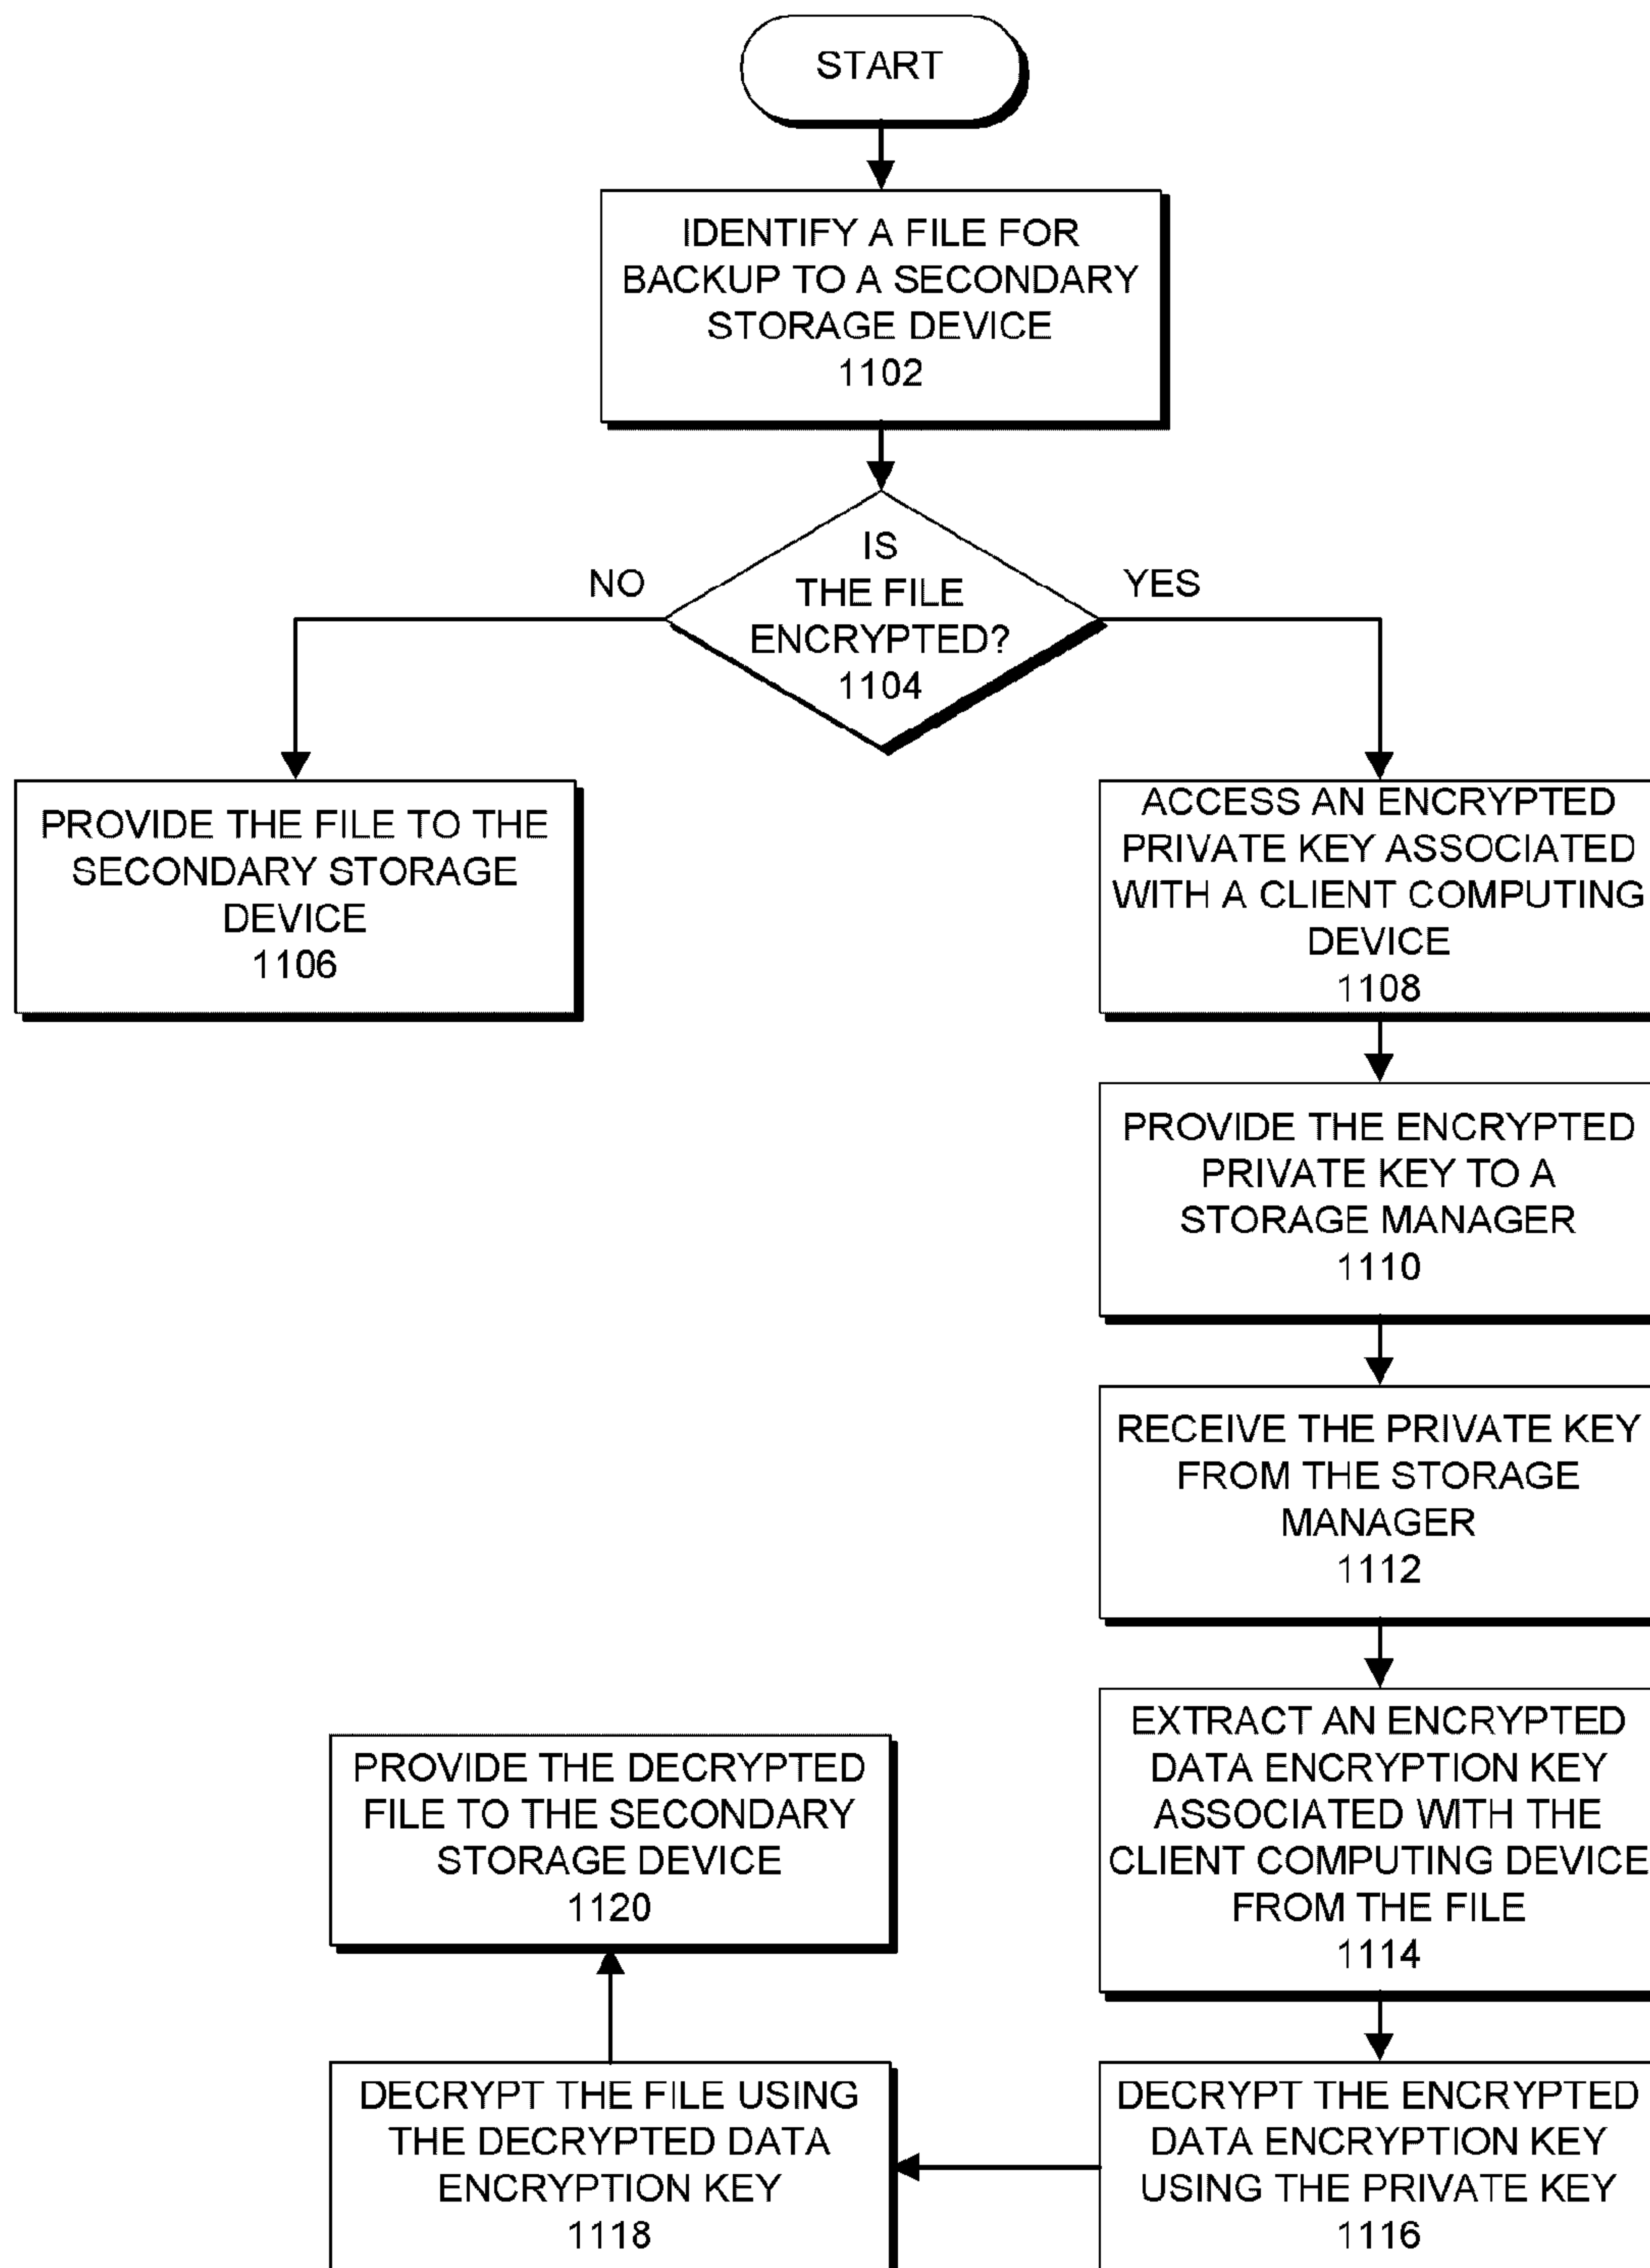 START
IDENTIFY A FILE FOR
BACKUP TO A SECONDARY
STORAGE DEVICE
1102
IS
THE FILE
ENCRYPTED?
1104
NO
YES
PROVIDE THE FILE TO THE
SECONDARY STORAGE
DEVICE
1106
ACCESS AN ENCRYPTED
PRIVATE KEY ASSOCIATED
WITH A CLIENT COMPUTING
DEVICE
1108
PROVIDE THE ENCRYPTED
PRIVATE KEY TO A
STORAGE MANAGER
1110
RECEIVE THE PRIVATE KEY
FROM THE STORAGE
MANAGER
1112
EXTRACT AN ENCRYPTED
DATA ENCRYPTION KEY
ASSOCIATED WITH THE
CLIENT COMPUTING DEVICE
FROM THE FILE
1114
DECRYPT THE ENCRYPTED
DATA ENCRYPTION KEY
USING THE PRIVATE KEY
1116
DECRYPT THE FILE USING
THE DECRYPTED DATA
ENCRYPTION KEY
1118
PROVIDE THE DECRYPTED
FILE TO THE SECONDARY
STORAGE DEVICE
1120